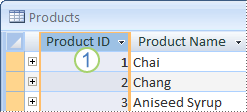 Products
Product ID Product Name
1 1 Chai
2 Chang
3 Aniseed Syrup